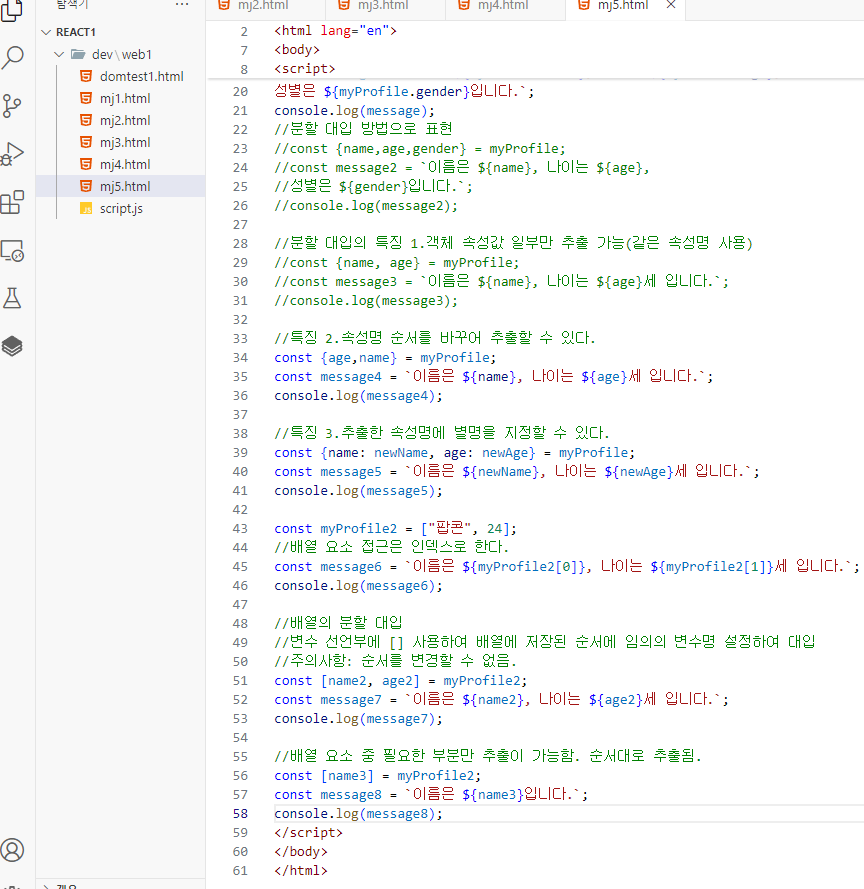 탐색기 ···
mj2.html mj3.html mj4.html mj5.html ×
REACT1
dev\web1
domtest1.html
mj1.html
mj2.html
mj3.html
mj4.html
mj5.html
script.js
2 <html lang="en">
7 <body>
8 <script>
20 성별은 ${myProfile.gender}입니다.`;
21 console.log(message);
22 //분할 대입 방법으로 표현
23 //const {name,age,gender} = myProfile;
24 //const message2 = `이름은 ${name}, 나이는 ${age},
25 //성별은 ${gender}입니다.`;
26 //console.log(message2);
27
28 //분할 대입의 특징 1.객체 속성값 일부만 추출 가능(같은 속성명 사용)
29 //const {name, age} = myProfile;
30 //const message3 = `이름은 ${name}, 나이는 ${age}세 입니다.`;
31 //console.log(message3);
32
33 //특징 2.속성명 순서를 바꾸어 추출할 수 있다.
34 const {age,name} = myProfile;
35 const message4 = `이름은 ${name}, 나이는 ${age}세 입니다.`;
36 console.log(message4);
37
38 //특징 3.추출한 속성명에 별명을 지정할 수 있다.
39 const {name: newName, age: newAge} = myProfile;
40 const message5 = `이름은 ${newName}, 나이는 ${newAge}세 입니다.`;
41 console.log(message5);
42
43 const myProfile2 = ["팝콘", 24];
44 //배열 요소 접근은 인덱스로 한다.
45 const message6 = `이름은 ${myProfile2[0]}, 나이는 ${myProfile2[1]}세 입니다.`;
46 console.log(message6);
47
48 //배열의 분할 대입
49 //변수 선언부에 [] 사용하여 배열에 저장된 순서에 임의의 변수명 설정하여 대입
50 //주의사항: 순서를 변경할 수 없음.
51 const [name2, age2] = myProfile2;
52 const message7 = `이름은 ${name2}, 나이는 ${age2}세 입니다.`;
53 console.log(message7);
54
55 //배열 요소 중 필요한 부분만 추출이 가능함. 순서대로 추출됨.
56 const [name3] = myProfile2;
57 const message8 = `이름은 ${name3}입니다.`;
58 console.log(message8);
59 </script>
60 </body>
61 </html>